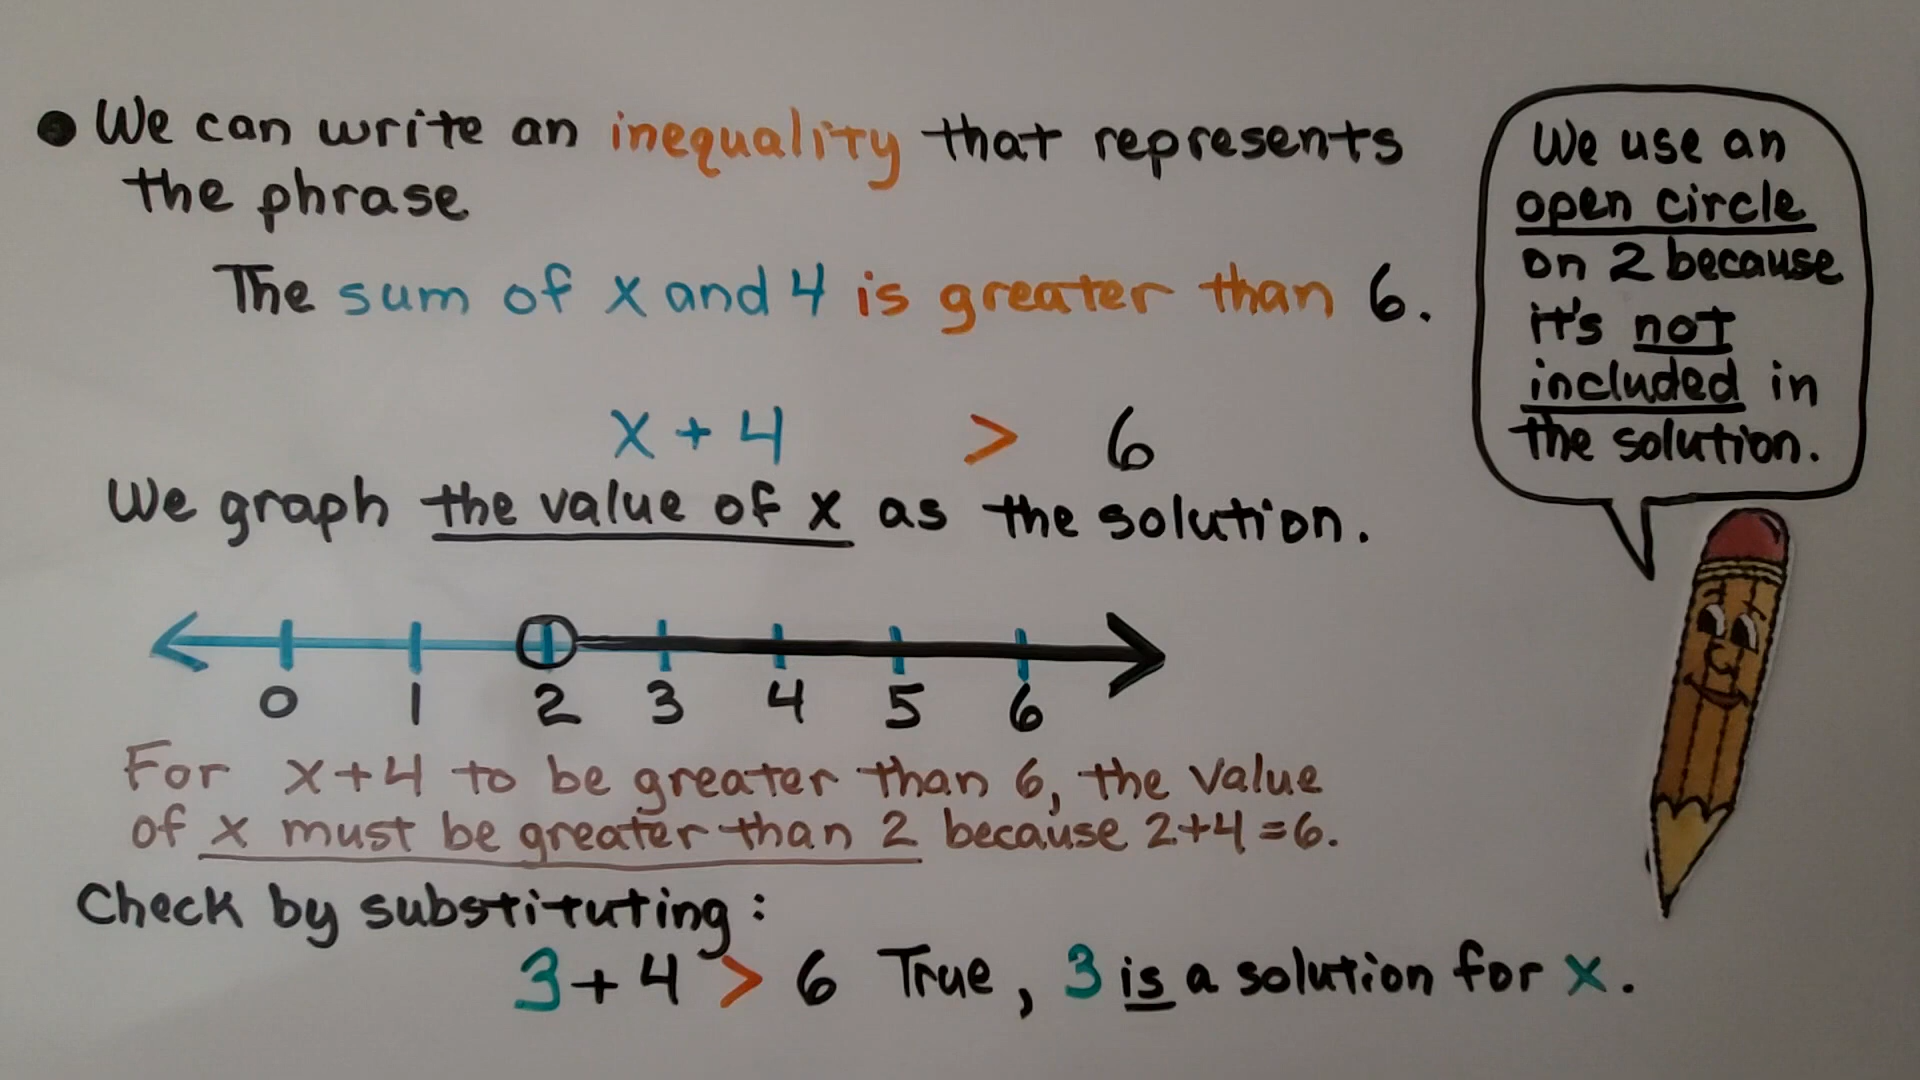 We can write an inequality that represents
the phrase
The sum of x and 4 is greater than 6.
x + 4 > 6
We graph the value of x as the solution.
0 1 2 3 4 5 6
For x+4 to be greater than 6, the value
of x must be greater than 2 because 2+4=6.
Check by substituting:
3+4 > 6 True, 3 is a solution for x.
We use an
open circle
on 2 because
it's not
included in
the solution.